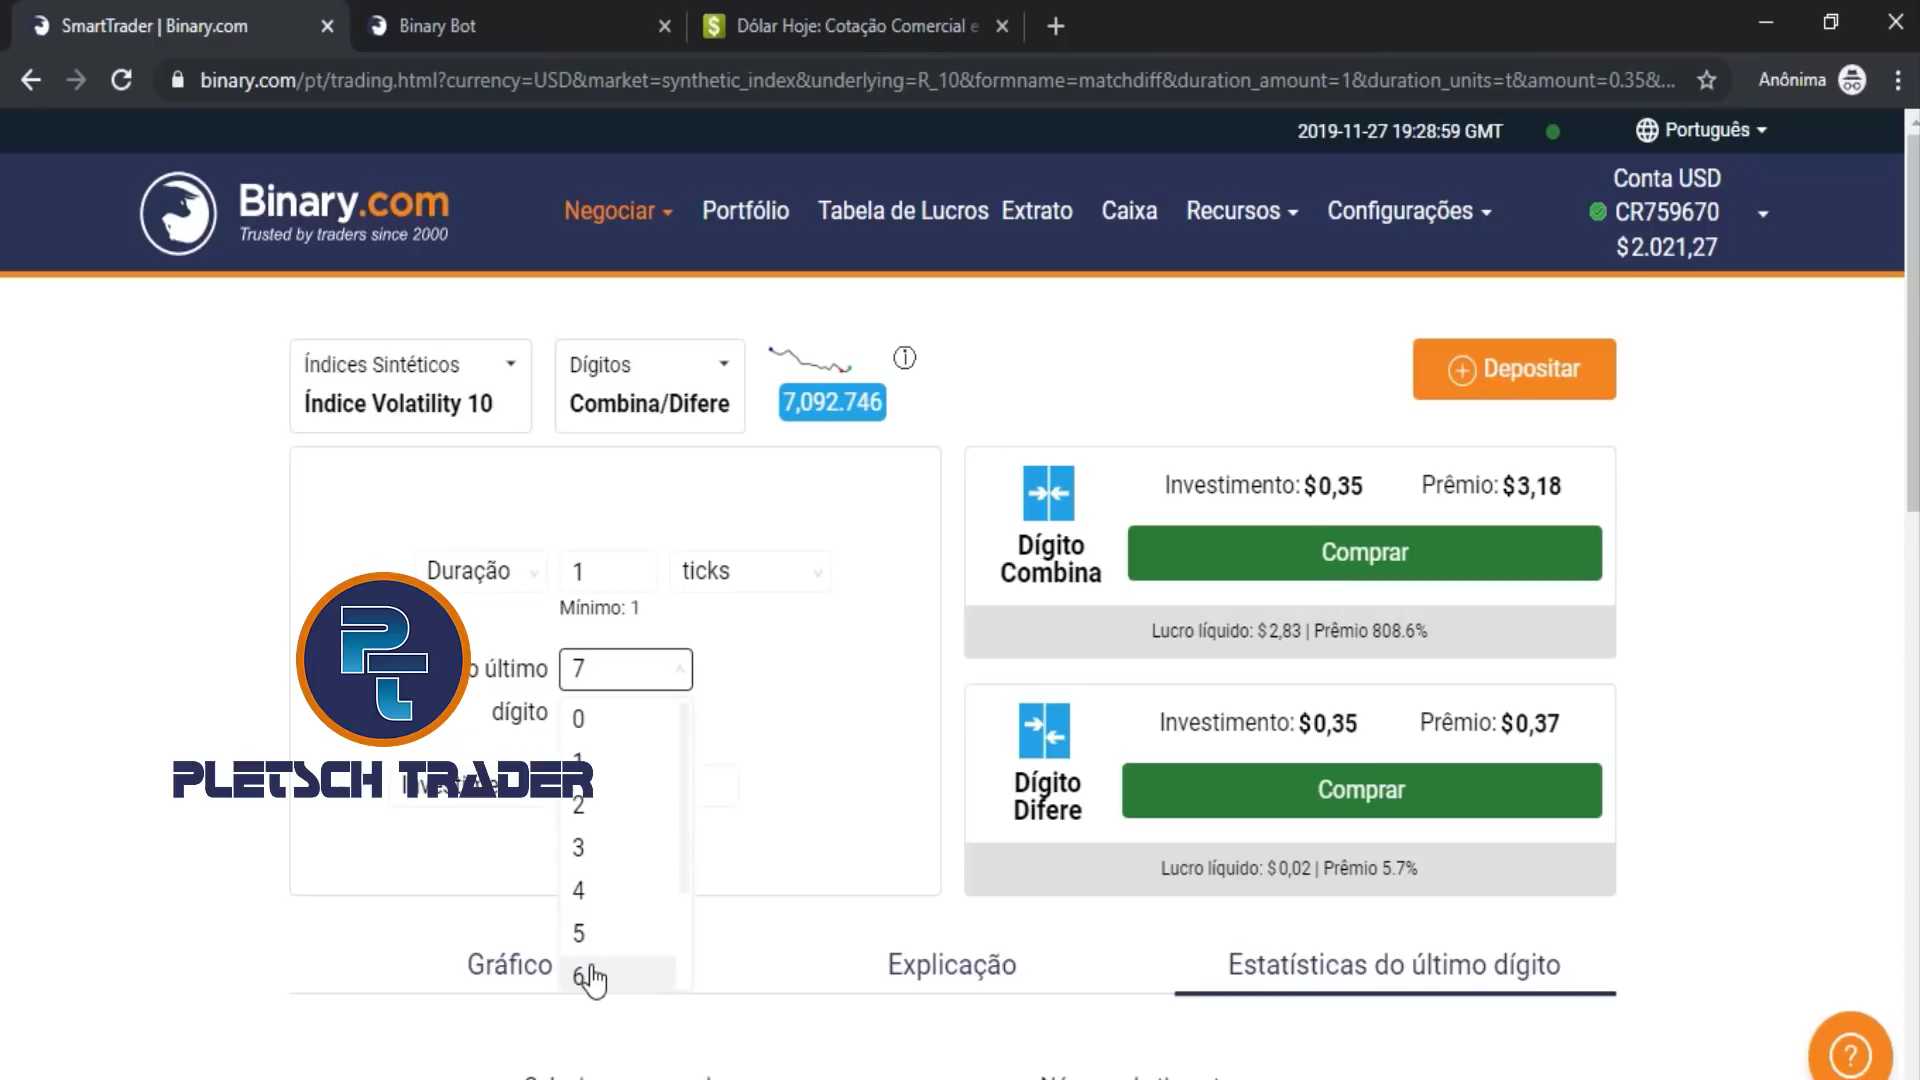 SmartTrader | Binary.com
Binary Bot
Dólar Hoje: Cotação Comercial e
binary.com/pt/trading.html?currency=USD&market=synthetic_index&underlying=R_10&formname=matchdiff&duration_amount=1&duration_units=t&amount=0.35&...
Anônima
2019-11-27 19:28:59 GMT
Português
Binary.com
Trusted by traders since 2000
Negociar
Portfólio
Tabela de Lucros
Extrato
Caixa
Recursos
Configurações
Conta USD
CR759670
$2.021,27
Índices Sintéticos
Índice Volatility 10
Dígitos
Combina/Difere
7,092.746
Depositar
Duração
1
ticks
Mínimo: 1
o último
dígito
7
0
1
2
3
4
5
6
PLETSCH TRADER
Dígito
Combina
Investimento: $0,35
Prêmio: $3,18
Comprar
Lucro líquido: $2,83 | Prêmio 808.6%
Dígito
Difere
Investimento: $0,35
Prêmio: $0,37
Comprar
Lucro líquido: $0,02 | Prêmio 5.7%
Gráfico
Explicação
Estatísticas do último dígito